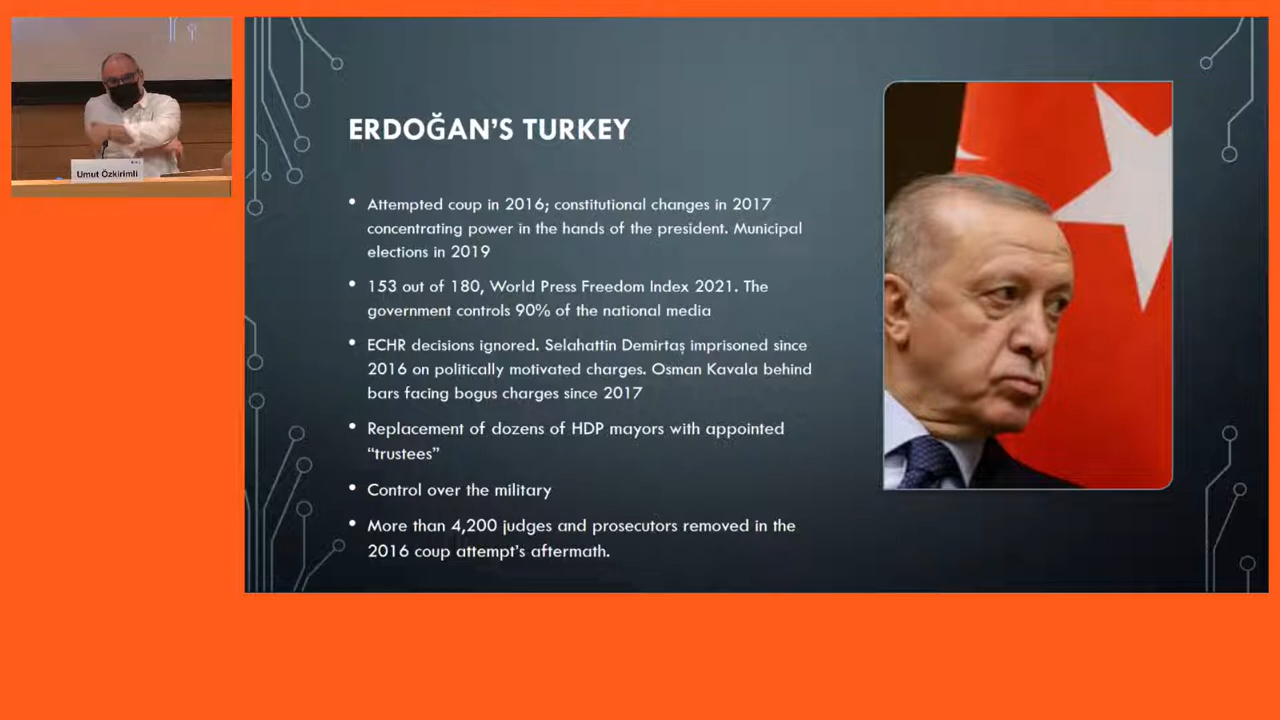 Umut Özkirimli
ERDOĞAN’S TURKEY
• Attempted coup in 2016; constitutional changes in 2017
concentrating power in the hands of the president. Municipal
elections in 2019
• 153 out of 180, World Press Freedom Index 2021. The
government controls 90% of the national media
• ECHR decisions ignored. Selahattin Demirtaş imprisoned since
2016 on politically motivated charges. Osman Kavala behind
bars facing bogus charges since 2017
• Replacement of dozens of HDP mayors with appointed
“trustees”
• Control over the military
• More than 4,200 judges and prosecutors removed in the
2016 coup attempt’s aftermath.